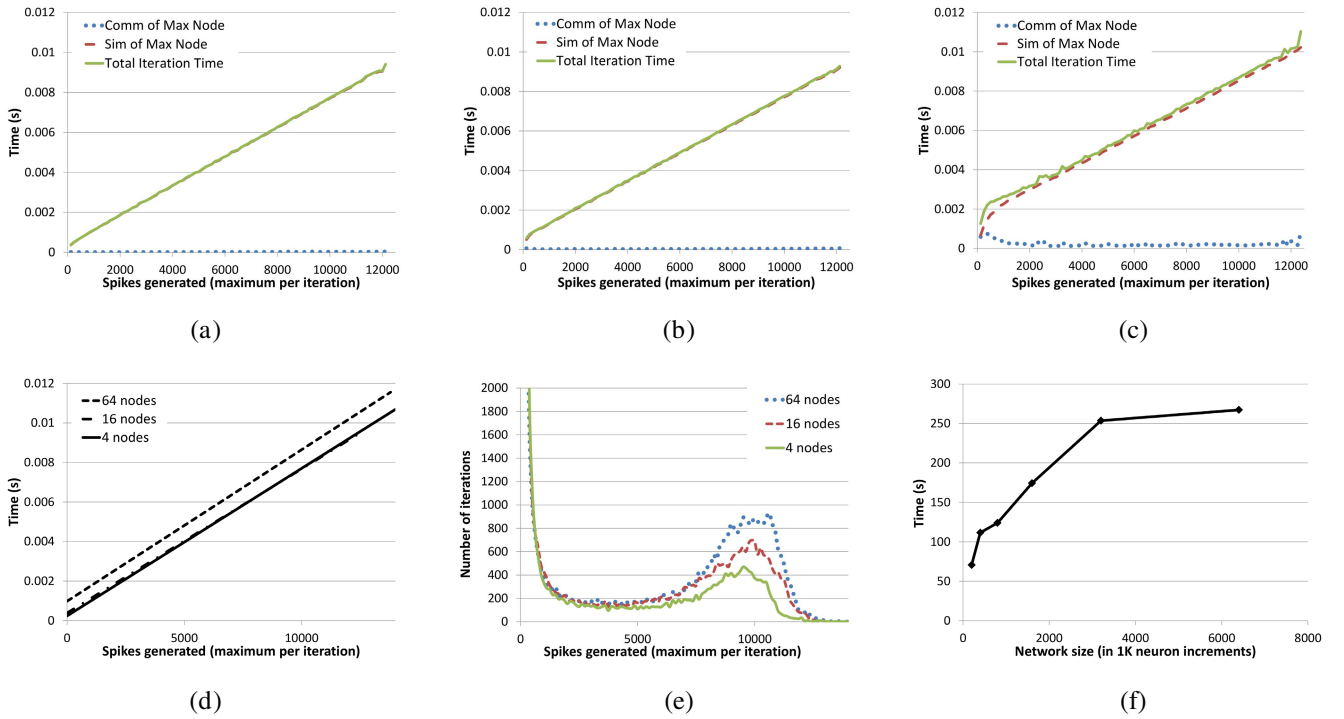 0.012
0.01
0.008
0.006
0.004
0.002
0
Time (s)
Comm of Max Node
Sim of Max Node
Total Iteration Time
0 2000 4000 6000 8000 10000 12000
Spikes generated (maximum per iteration)
(a)
0.012
0.01
0.008
0.006
0.004
0.002
0
Time (s)
Comm of Max Node
Sim of Max Node
Total Iteration Time
0 2000 4000 6000 8000 10000 12000
Spikes generated (maximum per iteration)
(b)
0.012
0.01
0.008
0.006
0.004
0.002
0
Time (s)
Comm of Max Node
Sim of Max Node
Total Iteration Time
0 2000 4000 6000 8000 10000 12000
Spikes generated (maximum per iteration)
(c)
0.012
0.01
0.008
0.006
0.004
0.002
0
Time (s)
64 nodes
16 nodes
4 nodes
0 5000 10000
Spikes generated (maximum per iteration)
(d)
2000
1800
1600
1400
1200
1000
800
600
400
200
0
Number of iterations
64 nodes
16 nodes
4 nodes
0 5000 10000
Spikes generated (maximum per iteration)
(e)
300
250
200
150
100
50
0
Time (s)
0 2000 4000 6000 8000
Network size (in 1K neuron increments)
(f)